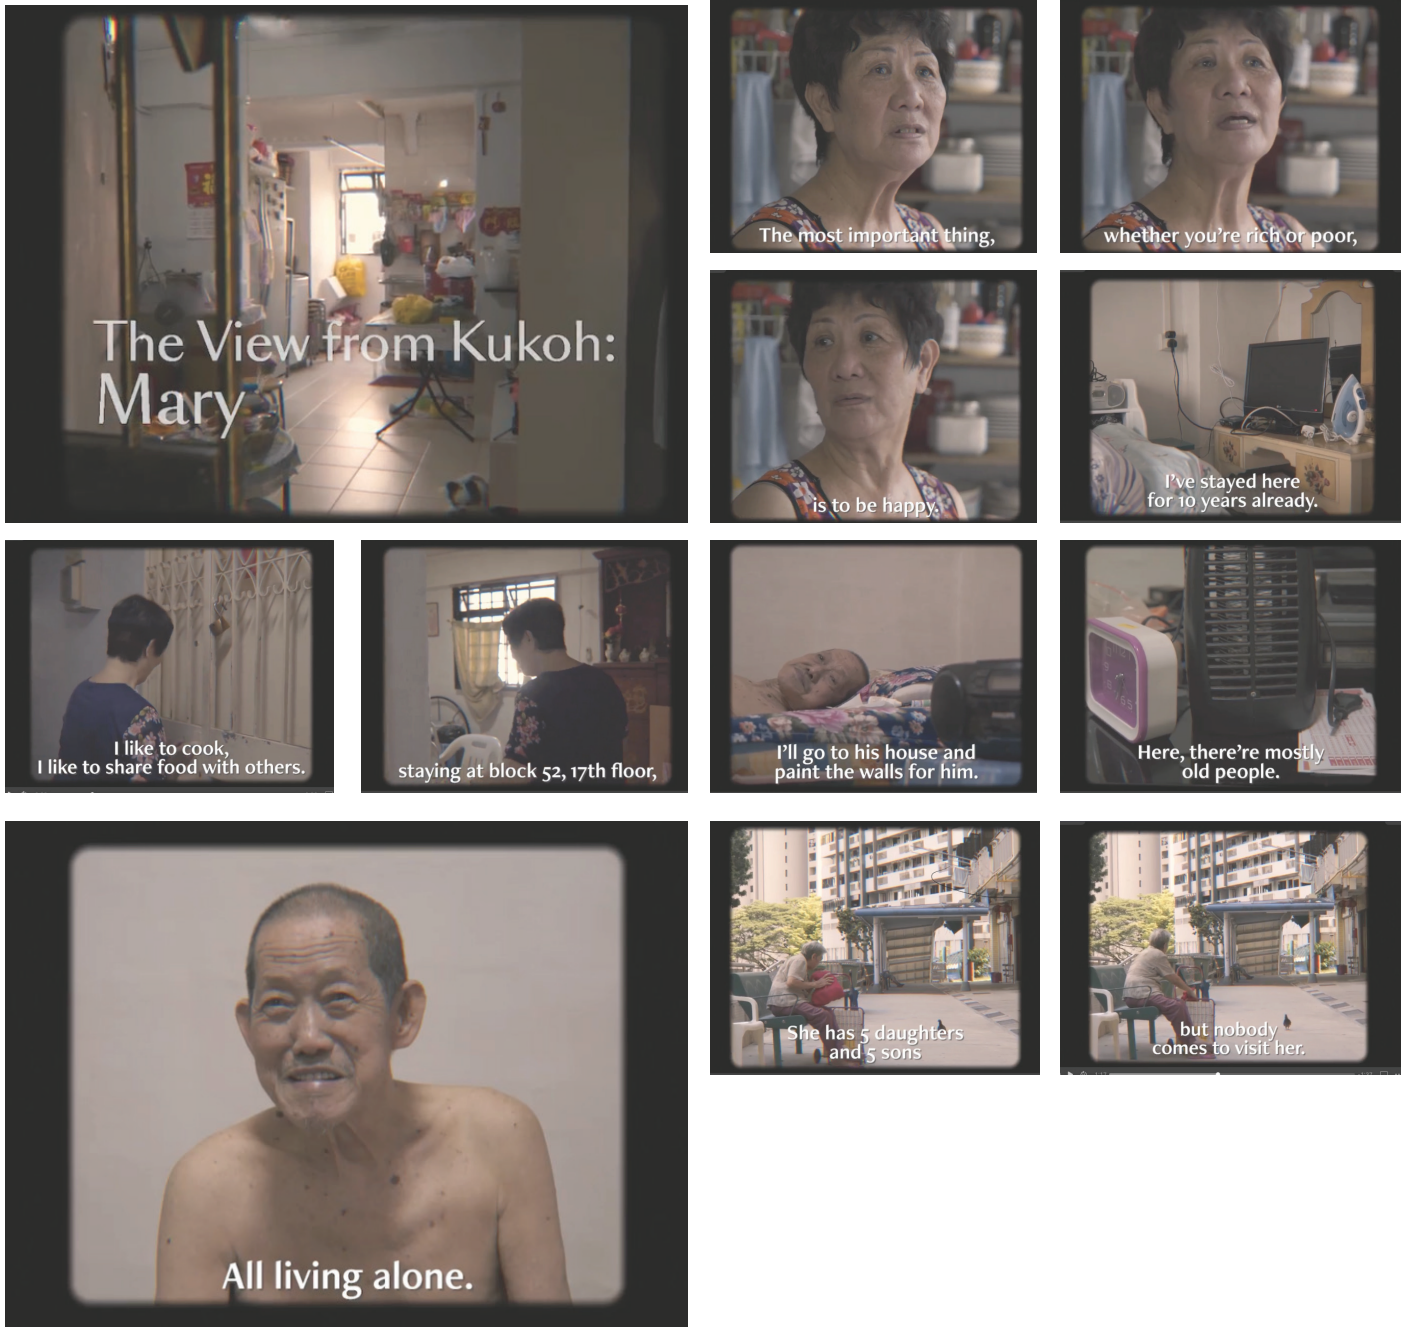 The View from Kukoh:
Mary
The most important thing,
whether you're rich or poor,
is to be happy.
I've stayed here
for 10 years already.
I like to cook,
I like to share food with others.
staying at block 52, 17th floor,
I'll go to his house and
paint the walls for him.
Here, there're mostly
old people.
All living alone.
She has 5 daughters
and 5 sons
but nobody
comes to visit her.